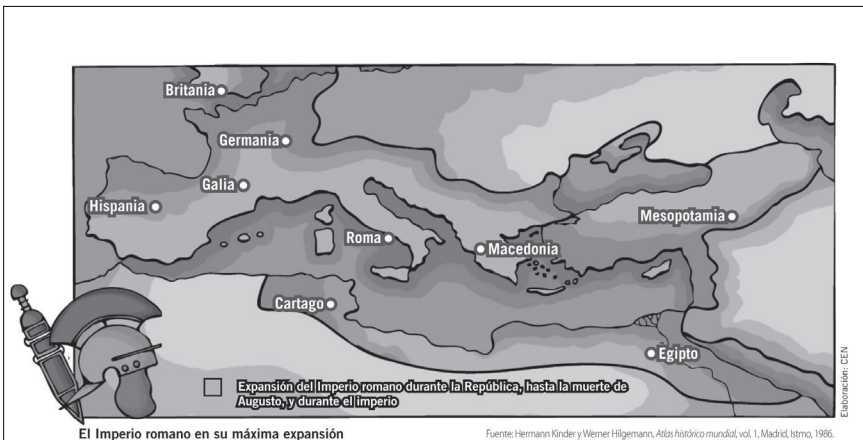 Britania
Germania
Galia
Hispania
Mesopotamia
Roma
Macedonia
Cartago
Egipto
Expansión del Imperio romano durante la República, hasta la muerte de
Augusto, y durante el imperio
Elaboración: CEN
El Imperio romano en su máxima expansión
Fuente: Hermann Kinder y Werner Hilgemann, Atlas histórico mundial, vol. 1, Madrid, Istmo, 1986.